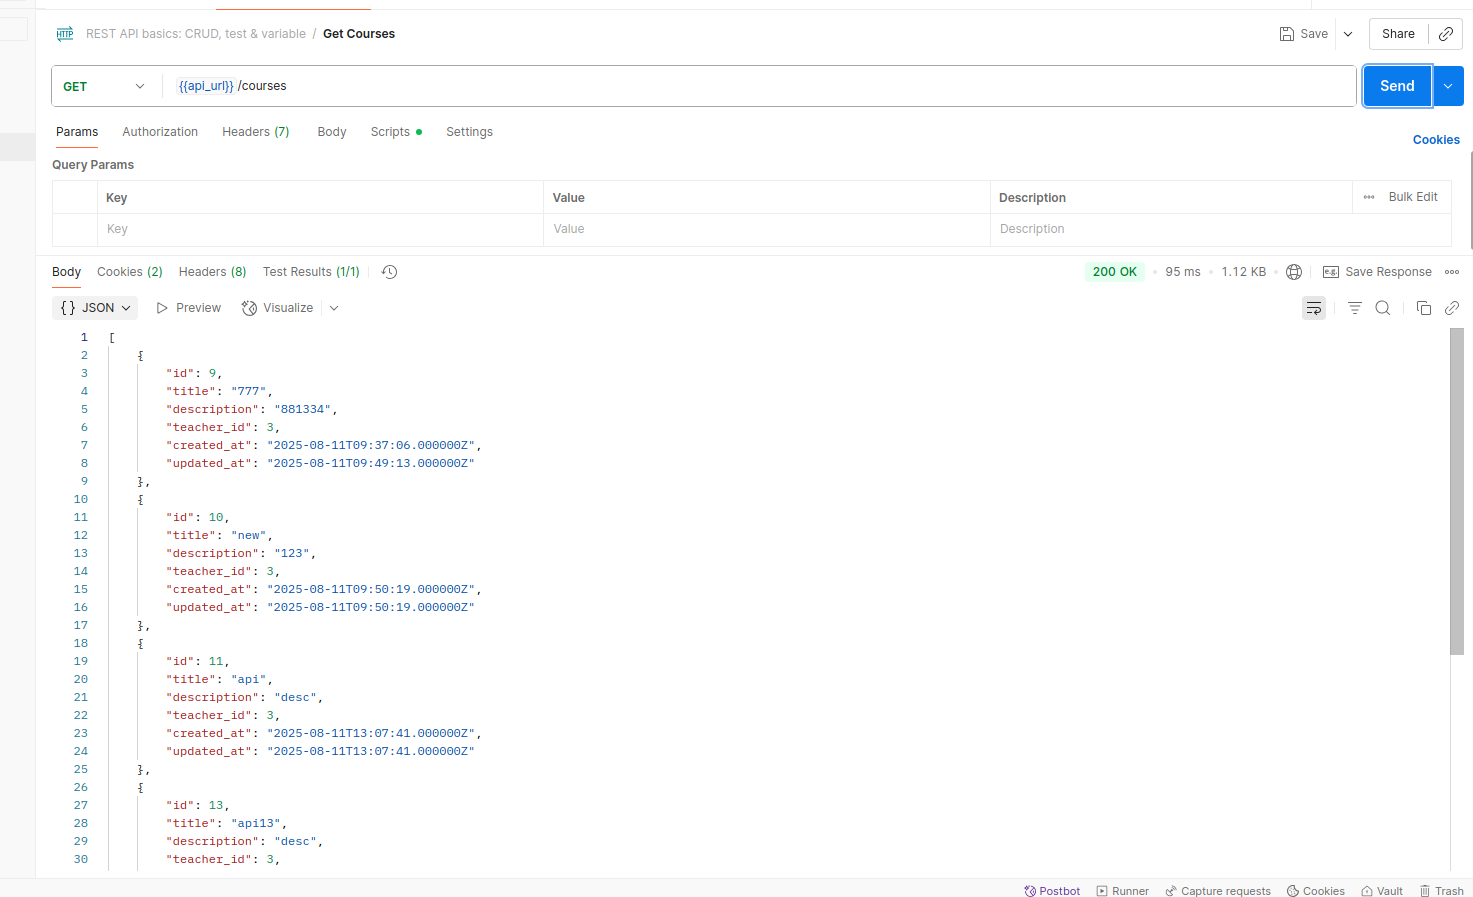 HTTP REST API basics: CRUD, test & variable / Get Courses Save Share
GET {{api_url}} /courses Send
Params Authorization Headers (7) Body Scripts Settings Cookies
Query Params
Key Value Description Bulk Edit
Key Value Description
Body Cookies (2) Headers (8) Test Results (1/1) 200 OK 95 ms 1.12 KB e.g. Save Response
{} JSON Preview Visualize
1 [
2 {
3 "id": 9,
4 "title": "777",
5 "description": "881334",
6 "teacher_id": 3,
7 "created_at": "2025-08-11T09:37:06.000000Z",
8 "updated_at": "2025-08-11T09:49:13.000000Z"
9 },
10 {
11 "id": 10,
12 "title": "new",
13 "description": "123",
14 "teacher_id": 3,
15 "created_at": "2025-08-11T09:50:19.000000Z",
16 "updated_at": "2025-08-11T09:50:19.000000Z"
17 },
18 {
19 "id": 11,
20 "title": "api",
21 "description": "desc",
22 "teacher_id": 3,
23 "created_at": "2025-08-11T13:07:41.000000Z",
24 "updated_at": "2025-08-11T13:07:41.000000Z"
25 },
26 {
27 "id": 13,
28 "title": "api13",
29 "description": "desc",
30 "teacher_id": 3,
Postbot Runner Capture requests Cookies Vault Trash